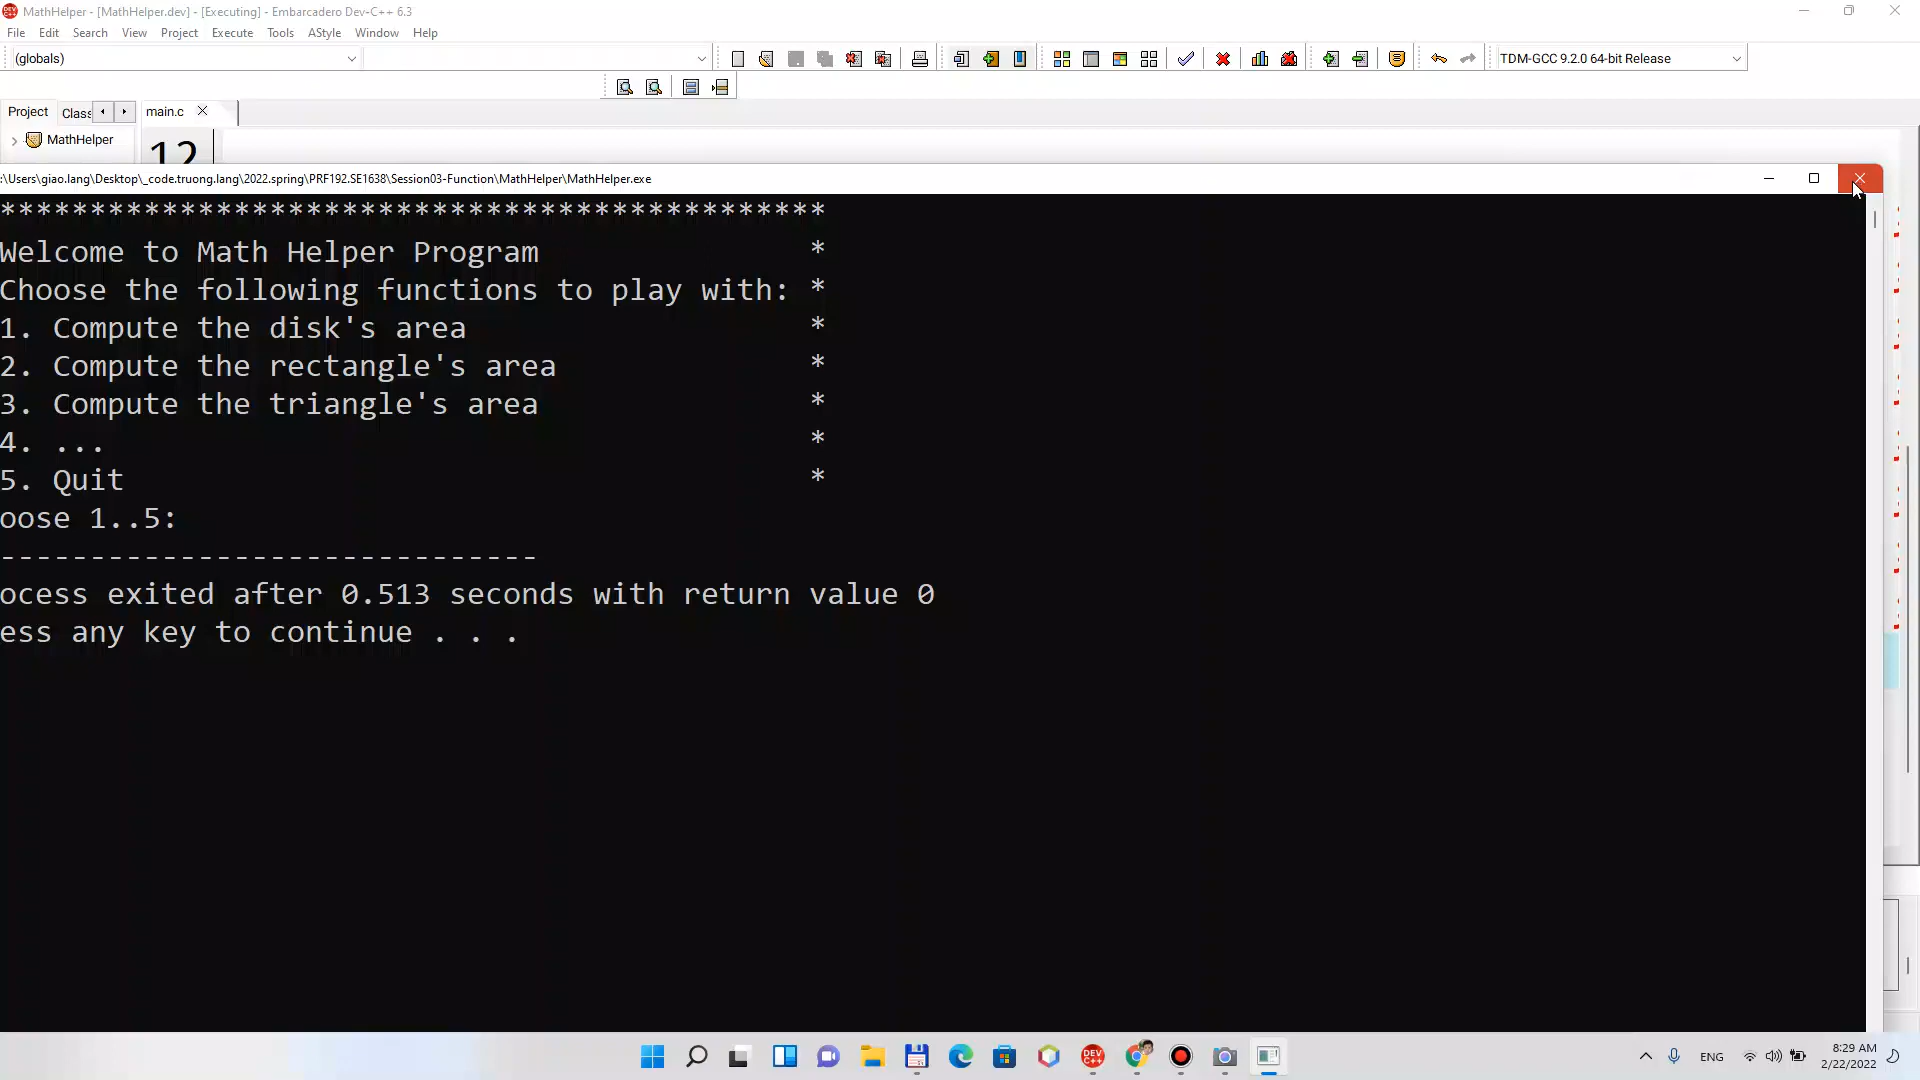 MathHelper - [MathHelper.dev] - [Executing] - Embarcadero Dev-C++ 6.3
File Edit Search View Project Execute Tools AStyle Window Help
(globals)
TDM-GCC 9.2.0 64-bit Release
Project Class main.c
MathHelper
12
:\Users\giao.lang\Desktop\_code.truong.lang\2022.spring\PRF192.SE1638\Session03-Function\MathHelper\MathHelper.exe
**********************************************
Welcome to Math Helper Program *
Choose the following functions to play with: *
1. Compute the disk's area *
2. Compute the rectangle's area *
3. Compute the triangle's area *
4. ... *
5. Quit *
oose 1..5:
------------------------------
ocess exited after 0.513 seconds with return value 0
ess any key to continue . . .
DEV C++
ENG
8:29 AM
2/22/2022